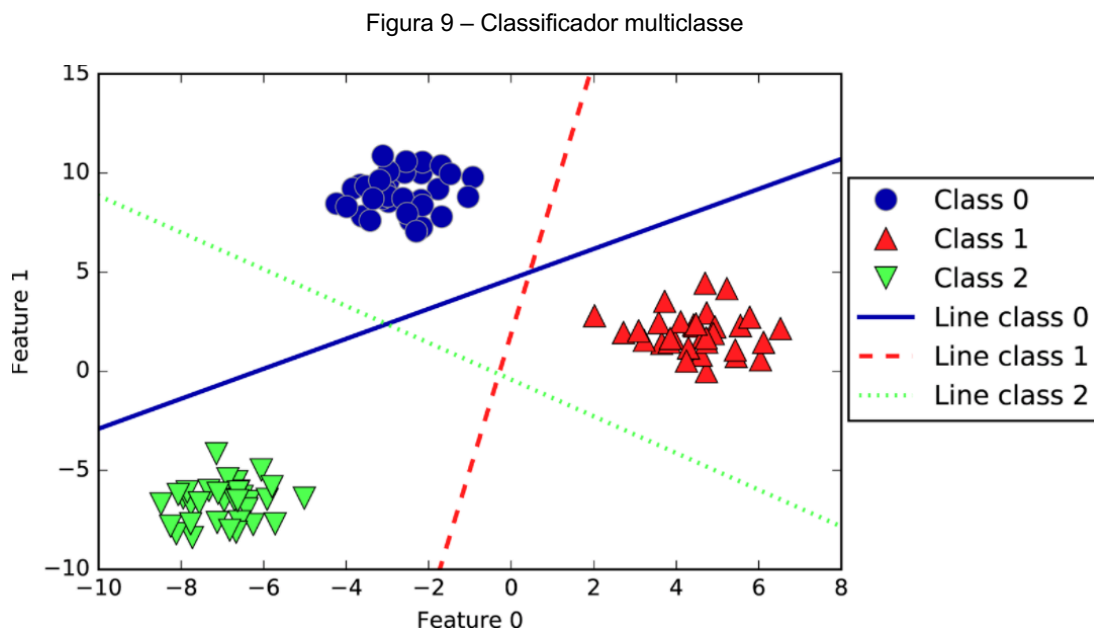 Figura 9 – Classificador multiclasse
15
10
5
0
−5
−10
−10 −8 −6 −4 −2 0 2 4 6 8
Feature 1
Feature 0
Class 0
Class 1
Class 2
Line class 0
Line class 1
Line class 2